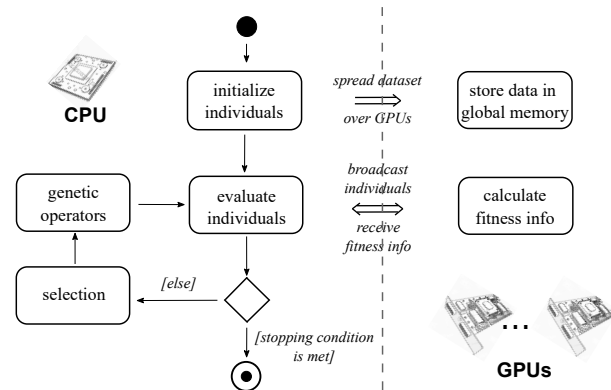 initialize
individuals
CPU
spread dataset
over GPUs
store data in
global memory
genetic
operators
evaluate
individuals
broadcast
individuals
receive
fitness info
calculate
fitness info
selection
[else]
[stopping condition
is met]
...
GPUs